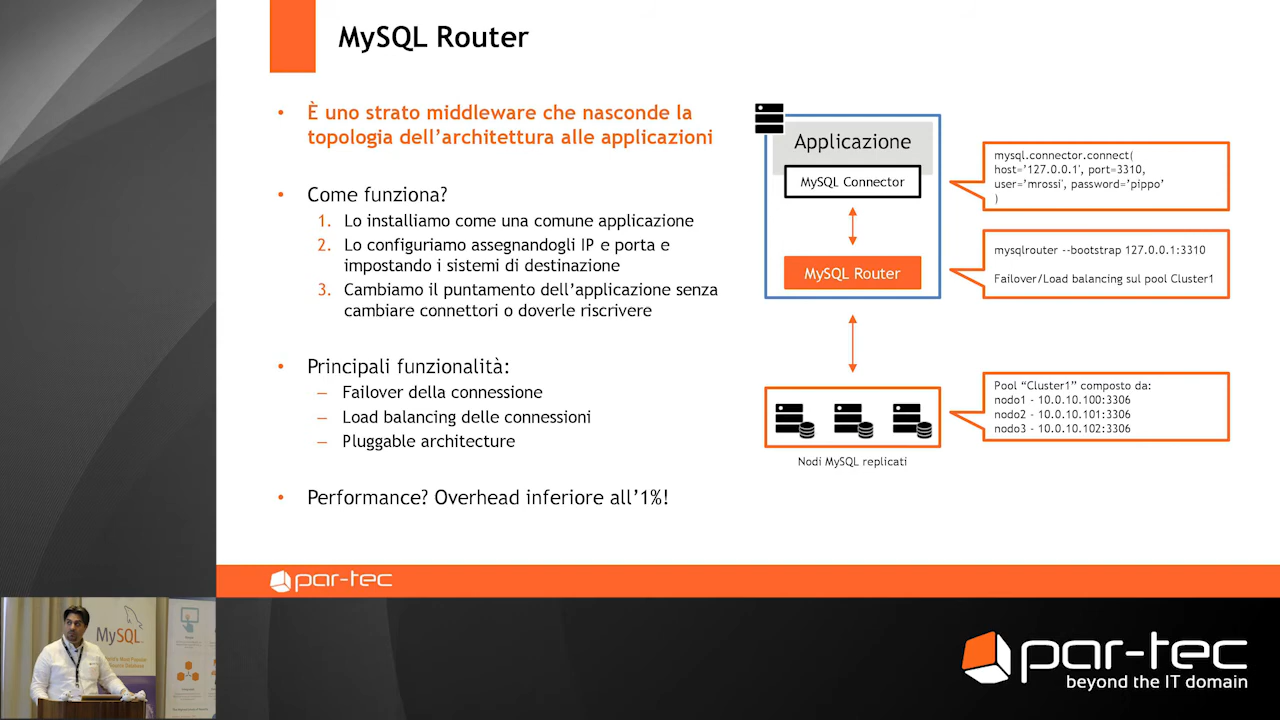 MySQL Router
• È uno strato middleware che nasconde la
topologia dell’architettura alle applicazioni
• Come funziona?
1. Lo installiamo come una comune applicazione
2. Lo configuriamo assegnandogli IP e porta e
impostando i sistemi di destinazione
3. Cambiamo il puntamento dell’applicazione senza
cambiare connettori o doverle riscrivere
• Principali funzionalità:
– Failover della connessione
– Load balancing delle connessioni
– Pluggable architecture
• Performance? Overhead inferiore all’1%!
Applicazione
MySQL Connector
MySQL Router
Nodi MySQL replicati
mysql.connector.connect(
host=’127.0.0.1`, port=3310,
user=’mrossi`, password=’pippo’
)
mysqlrouter --bootstrap 127.0.0.1:3310
Failover/Load balancing sul pool Cluster1
Pool “Cluster1” composto da:
nodo1 - 10.0.10.100:3306
nodo2 - 10.0.10.101:3306
nodo3 - 10.0.10.102:3306
par-tec
MySQL
par-tec
beyond the IT domain